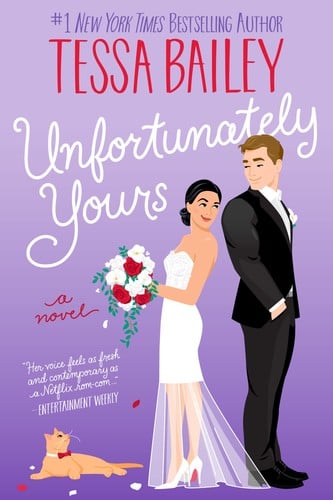 #1 NEW YORK TIMES BESTSELLING AUTHOR
TESSA BAILEY
Unfortunately
Yours
a novel
"Her voice feels as fresh
and contemporary as
a Netflix rom-com..."
—ENTERTAINMENT WEEKLY